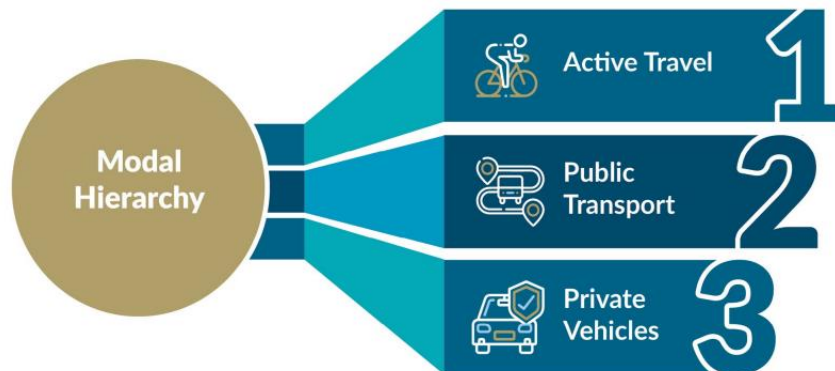 Modal
Hierarchy
Active Travel
1
Public
Transport
2
Private
Vehicles
3